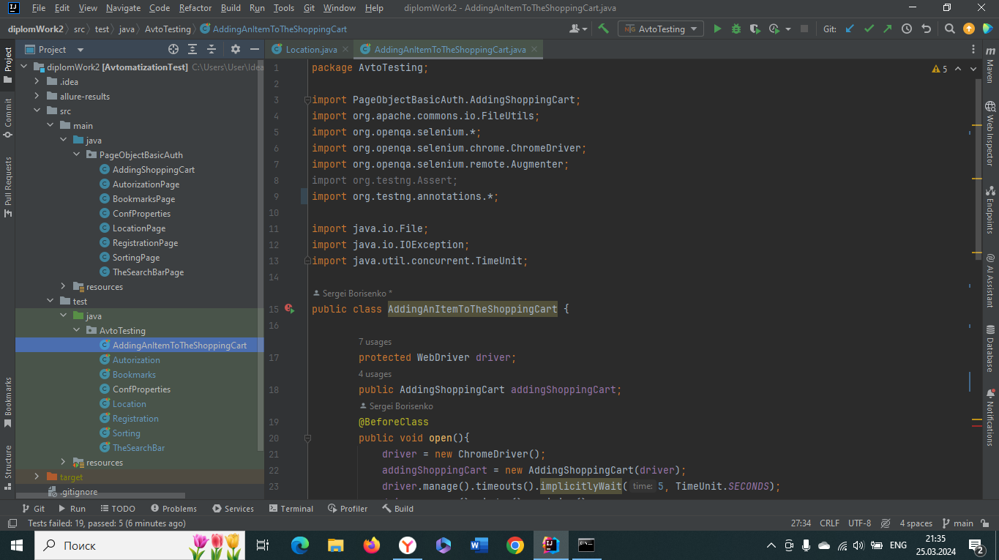 File Edit View Navigate Code Refactor Build Run Tools Git Window Help diplomWork2 - AddingAnItemToTheShoppingCart.java
diplomWork2 src test java AvtoTesting AddingAnItemToTheShoppingCart AvtoTesting Git:
Project Location.java AddingAnItemToTheShoppingCart.java
diplomWork2 [AvtomatizationTest] C:\Users\User\Idea
.idea
allure-results
src
main
java
PageObjectBasicAuth
AddingShoppingCart
AutorizationPage
BookmarksPage
ConfProperties
LocationPage
RegistrationPage
SortingPage
TheSearchBarPage
resources
test
java
AvtoTesting
AddingAnItemToTheShoppingCart
Autorization
Bookmarks
ConfProperties
Location
Registration
Sorting
TheSearchBar
resources
target
.gitignore
Project
Commit
Pull Requests
Bookmarks
Structure
1 package AvtoTesting;
2
3 import PageObjectBasicAuth.AddingShoppingCart;
4 import org.apache.commons.io.FileUtils;
5 import org.openqa.selenium.*;
6 import org.openqa.selenium.chrome.ChromeDriver;
7 import org.openqa.selenium.remote.Augmenter;
8 import org.testng.Assert;
9 import org.testng.annotations.*;
10
11 import java.io.File;
12 import java.io.IOException;
13 import java.util.concurrent.TimeUnit;
14
Sergei Borisenko *
15 public class AddingAnItemToTheShoppingCart {
16
7 usages
17 protected WebDriver driver;
4 usages
18 public AddingShoppingCart addingShoppingCart;
Sergei Borisenko
19 @BeforeClass
20 public void open(){
21 driver = new ChromeDriver();
22 addingShoppingCart = new AddingShoppingCart(driver);
23 driver.manage().timeouts().implicitlyWait( time: 5, TimeUnit.SECONDS);
5
Maven
Web Inspector
Endpoints
AI Assistant
Database
Notifications
Git Run TODO Problems Services Terminal Profiler Build
Tests failed: 19, passed: 5 (6 minutes ago) 27:34 CRLF UTF-8 4 spaces main
Поиск ENG 21:35
25.03.2024 2